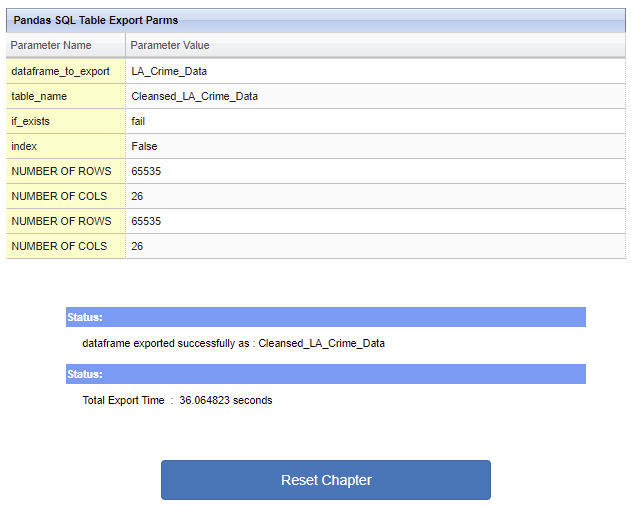 Pandas SQL Table Export Parms
Parameter Name Parameter Value
dataframe_to_export LA_Crime_Data
table_name Cleansed_LA_Crime_Data
if_exists fail
index False
NUMBER OF ROWS 65535
NUMBER OF COLS 26
NUMBER OF ROWS 65535
NUMBER OF COLS 26
Status:
dataframe exported successfully as : Cleansed_LA_Crime_Data
Status:
Total Export Time : 36.064823 seconds
Reset Chapter